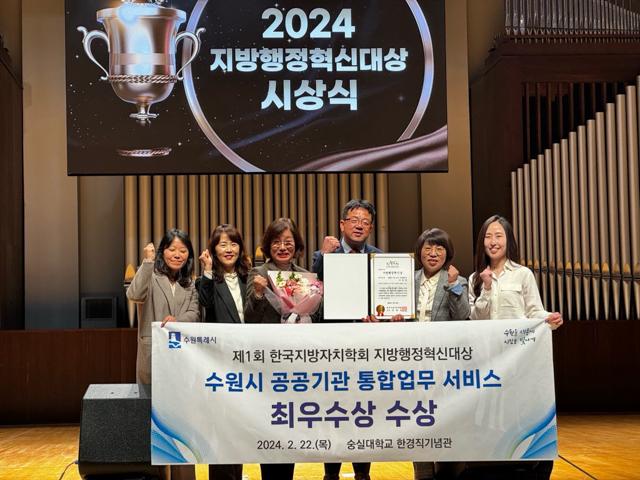 2024
지방행정혁신대상
시상식
수원특례시
제1회 한국지방자치학회 지방행정혁신대상
수원시 공공기관 통합업무 서비스
최우수상 수상
2024. 2. 22.(목) 숭실대학교 한경직기념관